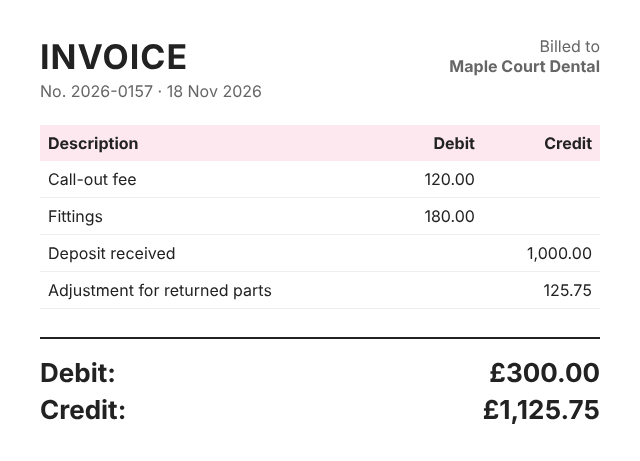 INVOICE
No. 2026-0157 · 18 Nov 2026
Billed to
Maple Court Dental
Description Debit Credit
Call-out fee 120.00
Fittings 180.00
Deposit received 1,000.00
Adjustment for returned parts 125.75
Debit: £300.00
Credit: £1,125.75